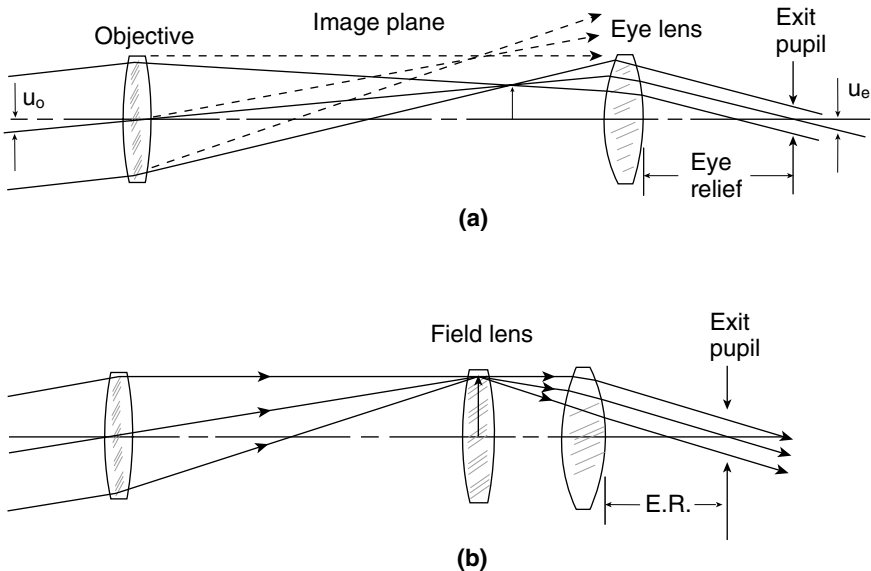 Image plane
Exit
pupil
Objective
Eye lens
u_o
u_e
Eye
relief
(a)
Field lens
Exit
pupil
E.R.
(b)